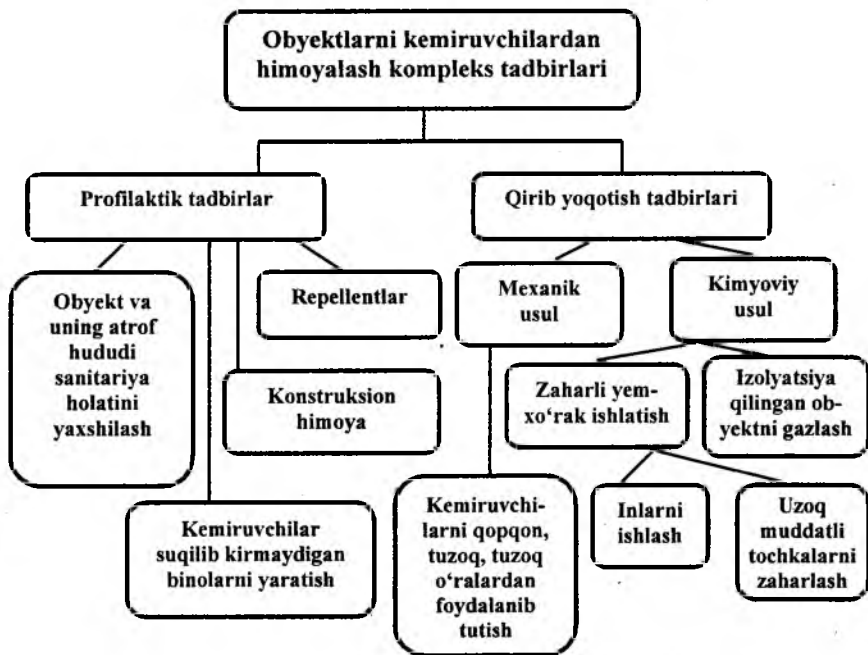 Obyektlarni kemiruvchilardan
himoyalash kompleks tadbirlari
Profilaktik tadbirlar
Qirib yoqotish tadbirlari
Obyekt va
uning atrof
hududi
sanitariya
holatini
yaxshilash
Repellentlar
Mexanik
usul
Kimyoviy
usul
Konstruksion
himoya
Zaharli yem-
xo‘rak ishlatish
Izolyatsiya
qilingan ob-
yektni gazlash
Kemiruvchilar
suqilib kirmaydigan
binolarni yaratish
Kemiruvchi-
larni qopqon,
tuzoq, tuzoq
o‘ralardan
foydalanib
tutish
Inlarni
ishlash
Uzoq
muddatli
tochkalarni
zaharlash